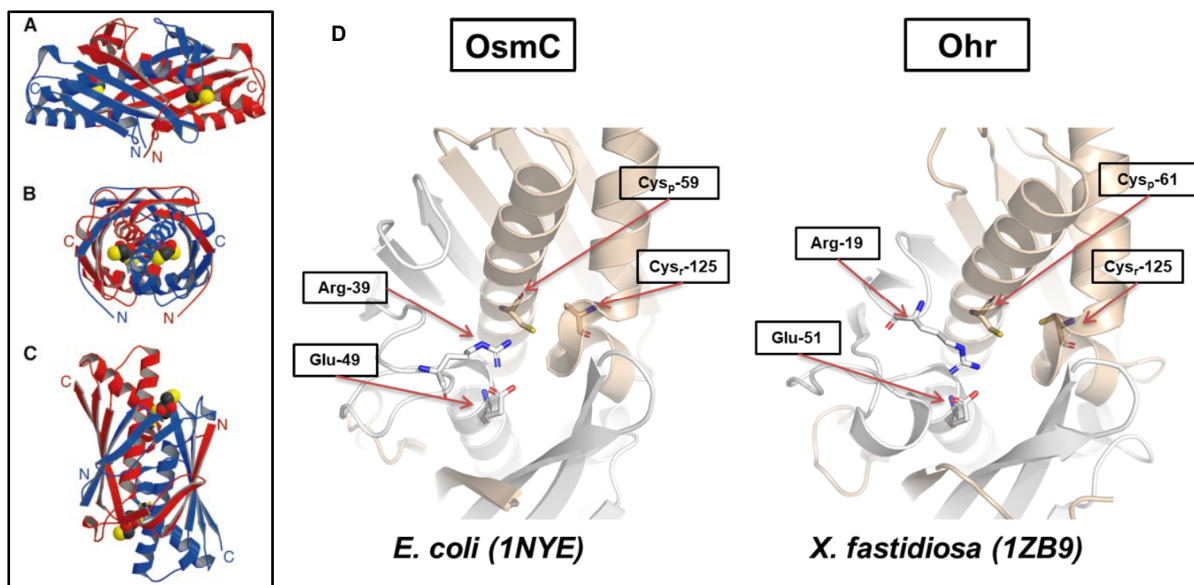 A
C
C
N
N
B
C
C
N
N
C
C
N
N
C
D
OsmC
Ohr
Cysp-59
Cysr-125
Arg-39
Glu-49
Cysp-61
Arg-19
Cysr-125
Glu-51
E. coli (1NYE)
X. fastidiosa (1ZB9)